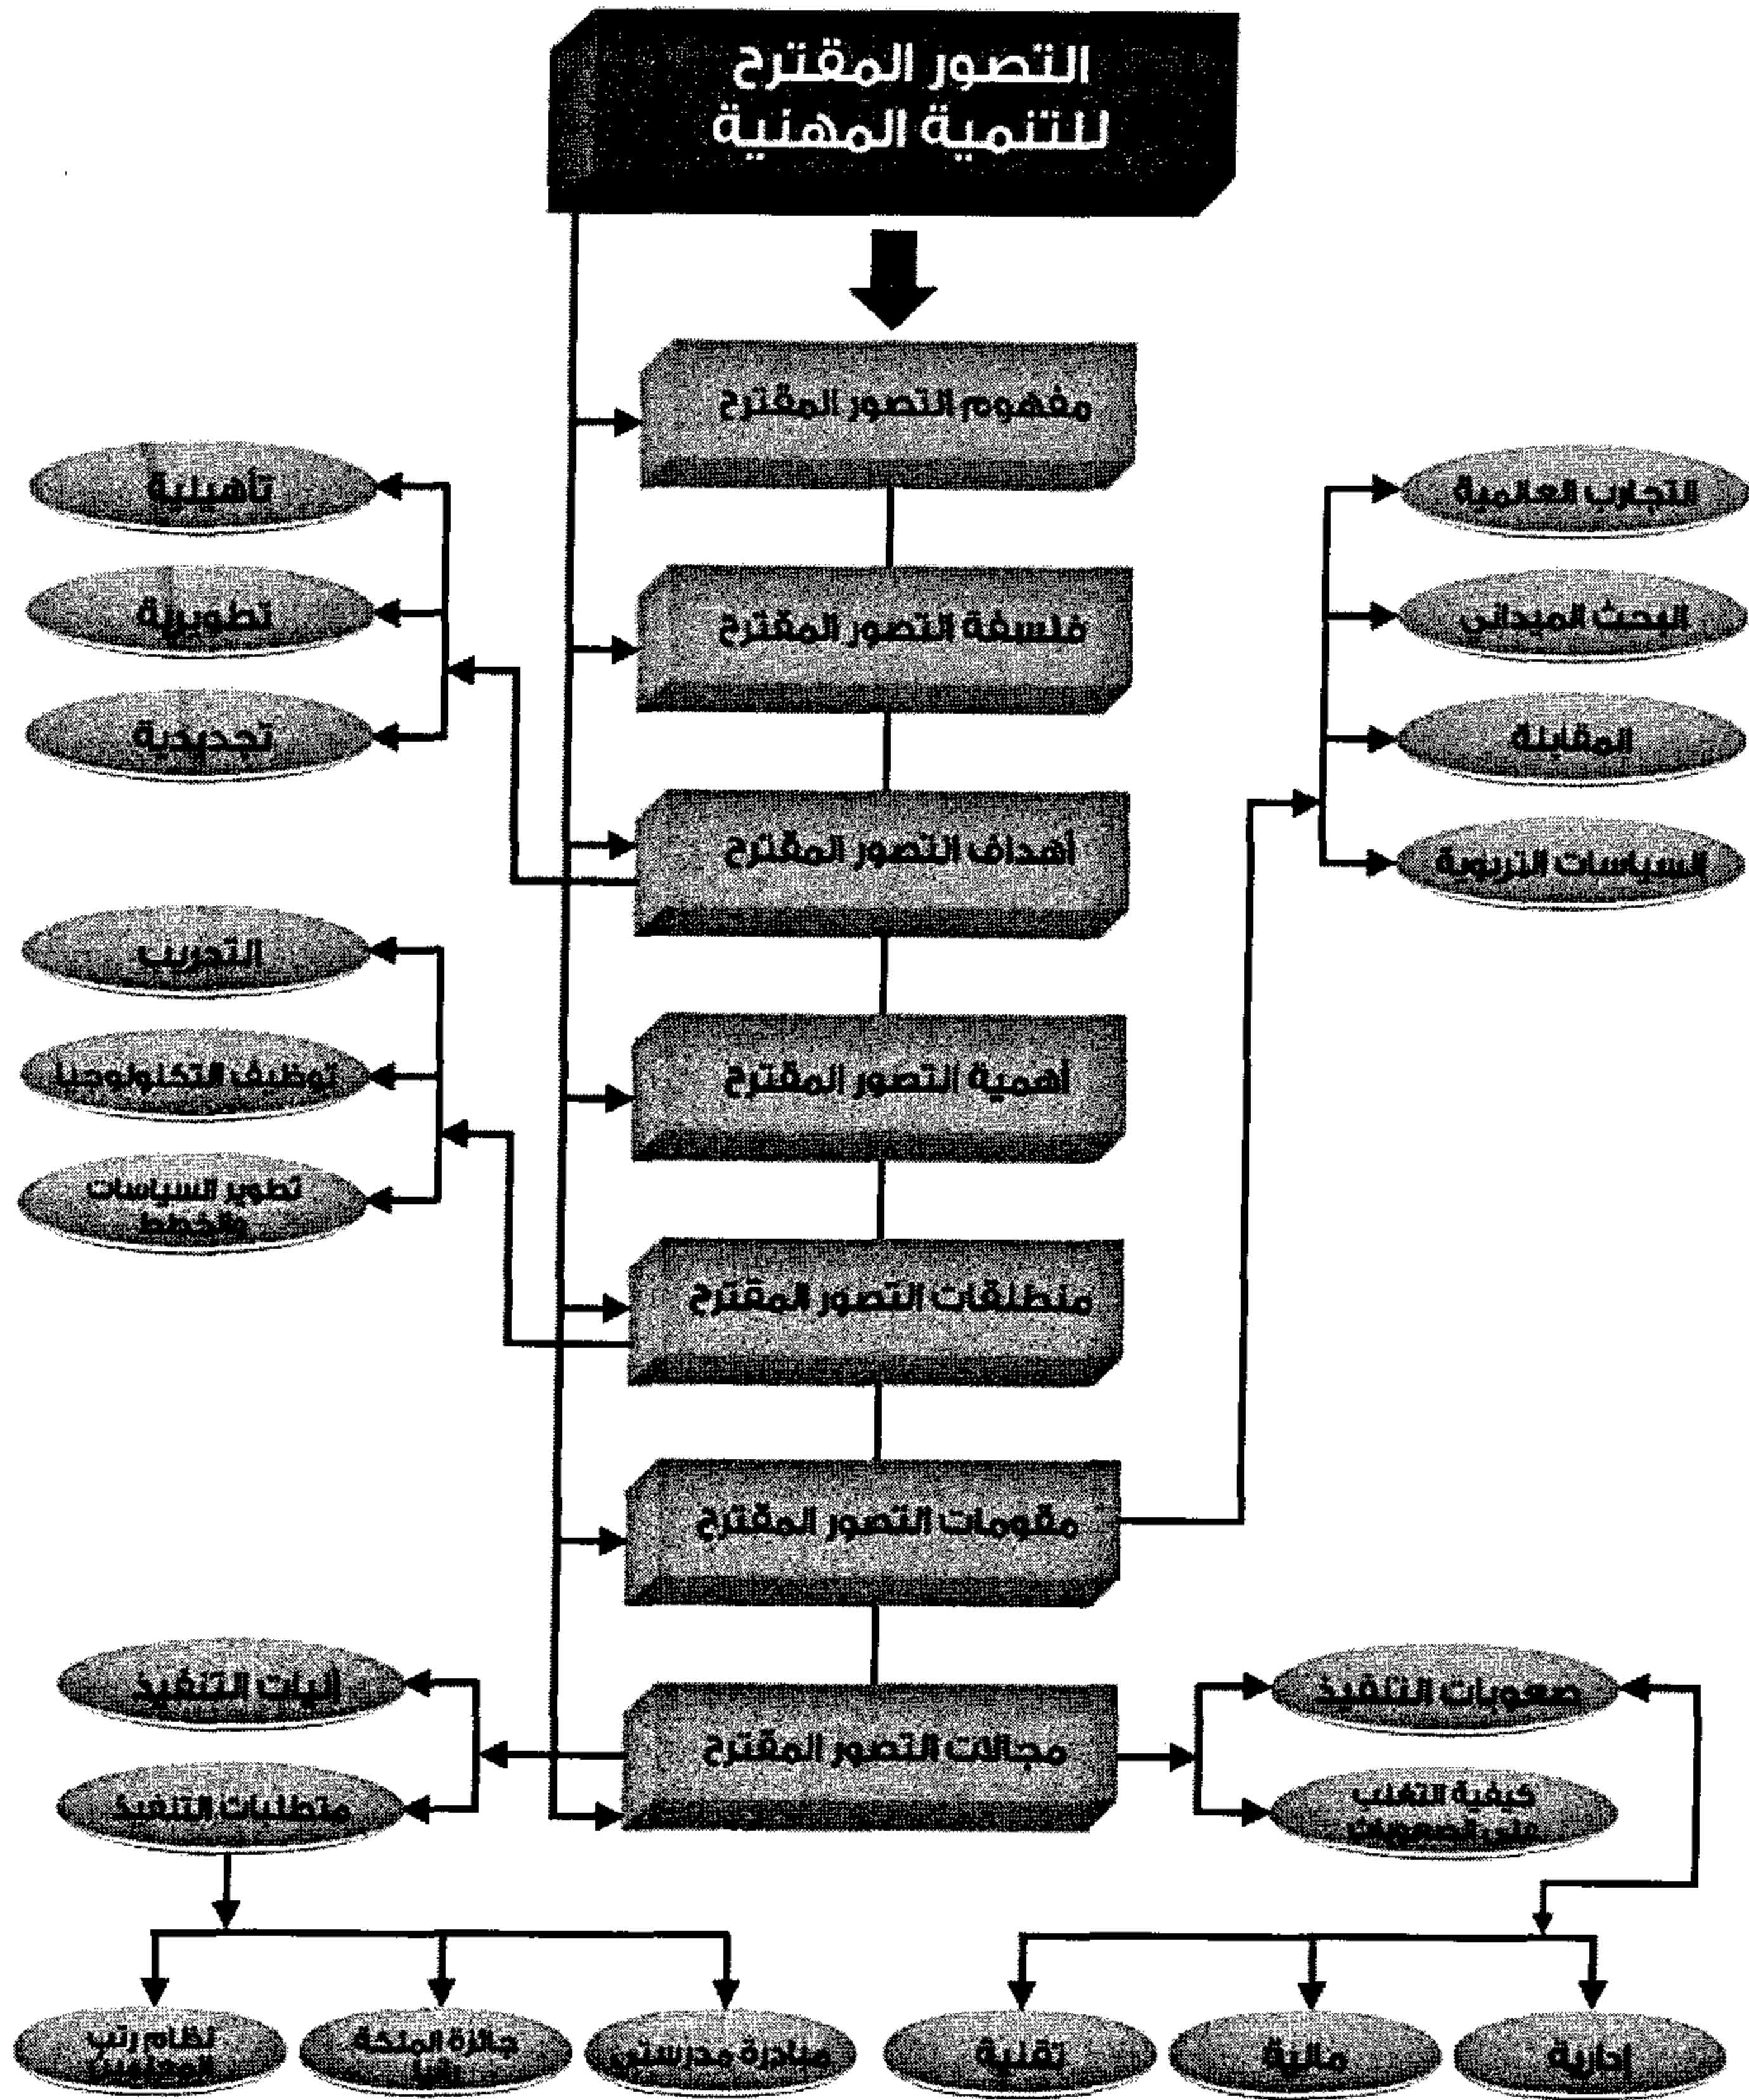 التصور المقترح
للتنمية المهنية
مفهوم التصور المقترح
فلسفة التصور المقترح
أهداف التصور المقترح
أهمية التصور المقترح
منطلقات التصور المقترح
مقومات التصور المقترح
مجالات التصور المقترح
التجارب العالمية
البحث الميداني
المقابلة
السياسات التربوية
تأهيلية
تطويرية
تجديدية
التدريب
توظيف التكنولوجيا
تطوير السياسات
والخطط
صعوبات التنفيذ
كيفية التغلب
على الصعوبات
آليات التنفيذ
متطلبات التنفيذ
إدارية
مالية
تقنية
مبادرة مدرستي
جائزة الملكة
رانيا
نظام رتب
المعلمين